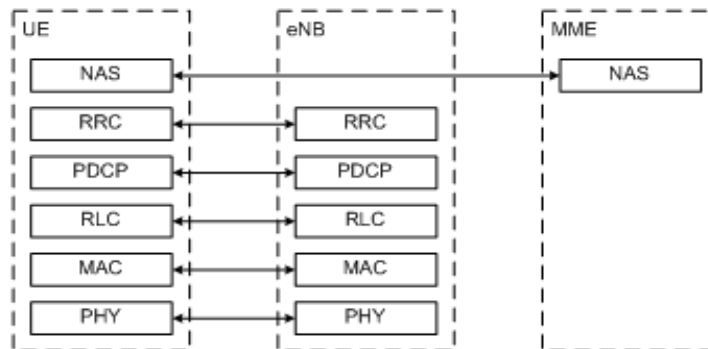 UE eNB MME
NAS NAS
RRC RRC
PDCP PDCP
RLC RLC
MAC MAC
PHY PHY